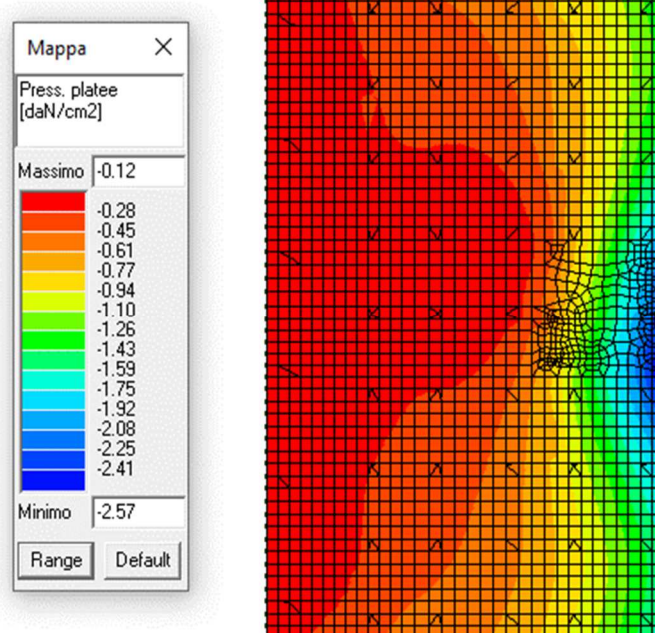 Mappa
Press. platee
[daN/cm2]
Massimo -0.12
-0.28
-0.45
-0.61
-0.77
-0.94
-1.10
-1.26
-1.43
-1.59
-1.75
-1.92
-2.08
-2.25
-2.41
Minimo -2.57
Range Default